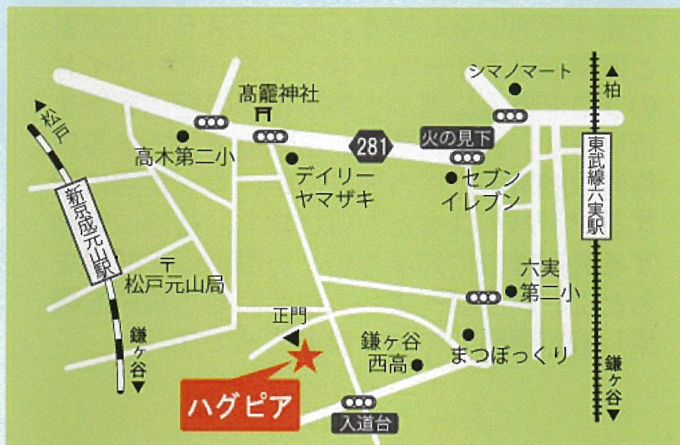 シマノマート
▲柏
▲松戸
髙龗神社
高木第二小
281
火の見下
デイリー
ヤマザキ
セブン
イレブン
東武線六実駅
新京成元山駅
〒
松戸元山局
六実
第二小
正門
鎌ヶ谷
西高
まつぼっくり
鎌ヶ谷▼
鎌ヶ谷▼
ハグピア
入道台